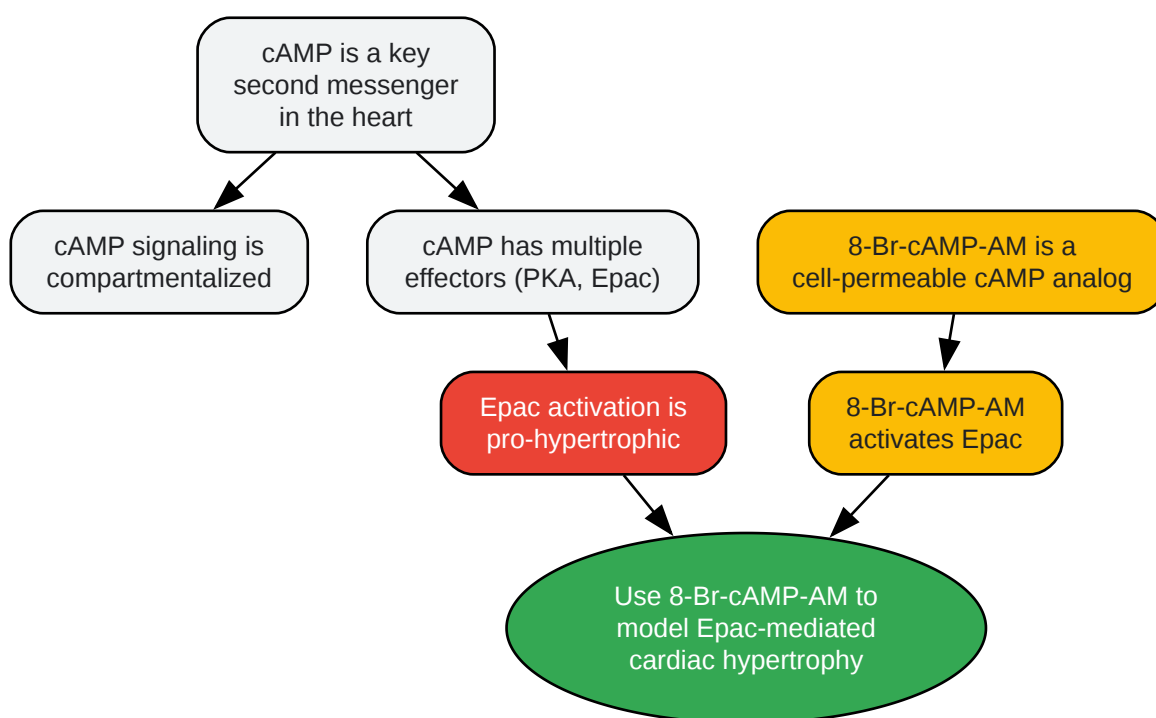 cAMP is a key
second messenger
in the heart
cAMP signaling is
compartmentalized
cAMP has multiple
effectors (PKA, Epac)
8-Br-cAMP-AM is a
cell-permeable cAMP analog
Epac activation is
pro-hypertrophic
8-Br-cAMP-AM
activates Epac
Use 8-Br-cAMP-AM to
model Epac-mediated
cardiac hypertrophy